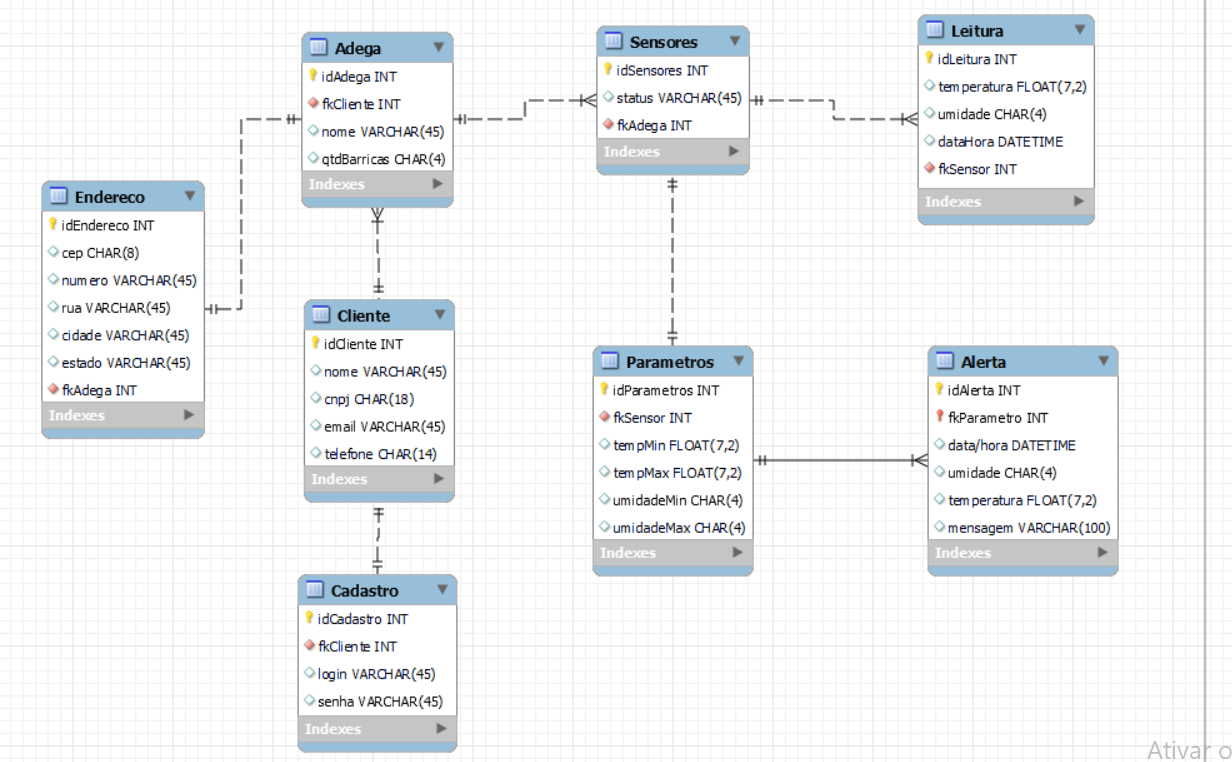 Adega
idAdega INT
fkCliente INT
nome VARCHAR(45)
qtdBarricas CHAR(4)
Indexes
Sensores
idSensores INT
status VARCHAR(45)
fkAdega INT
Indexes
Leitura
idLeitura INT
temperatura FLOAT(7,2)
umidade CHAR(4)
dataHora DATETIME
fkSensor INT
Indexes
Endereco
idEndereco INT
cep CHAR(8)
numero VARCHAR(45)
rua VARCHAR(45)
cidade VARCHAR(45)
estado VARCHAR(45)
fkAdega INT
Indexes
Cliente
idCliente INT
nome VARCHAR(45)
cnpj CHAR(18)
email VARCHAR(45)
telefone CHAR(14)
Indexes
Parametros
idParametros INT
fkSensor INT
tempMin FLOAT(7,2)
tempMax FLOAT(7,2)
umidadeMin CHAR(4)
umidadeMax CHAR(4)
Indexes
Alerta
idAlerta INT
fkParametro INT
data/hora DATETIME
umidade CHAR(4)
temperatura FLOAT(7,2)
mensagem VARCHAR(100)
Indexes
Cadastro
idCadastro INT
fkCliente INT
login VARCHAR(45)
senha VARCHAR(45)
Indexes
Ativar o